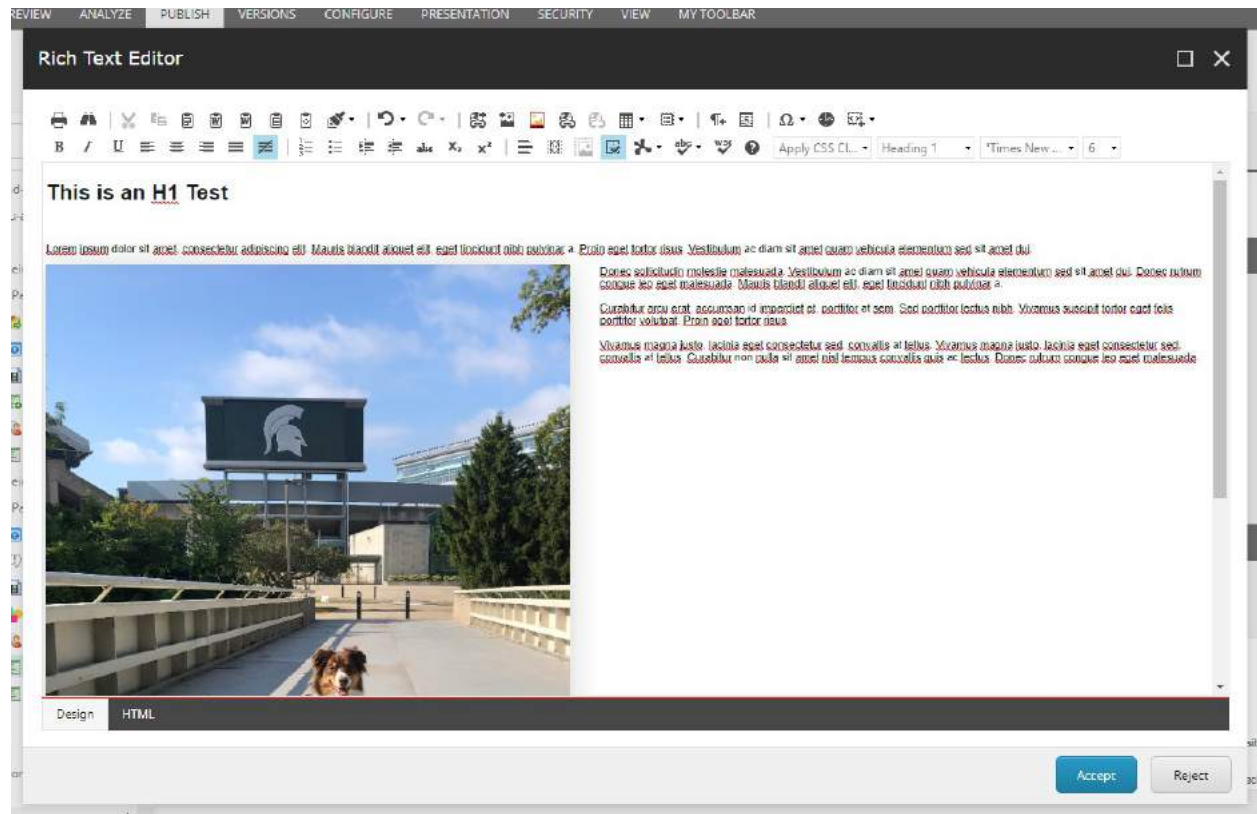 REVIEW ANALYZE PUBLISH VERSIONS CONFIGURE PRESENTATION SECURITY VIEW MY TOOLBAR
Rich Text Editor
B I U abc X₂ x² abc Apply CSS Cl... Heading 1 'Times New ... 6
This is an H1 Test
Lorem ipsum dolor sit amet, consectetur adipiscing elit. Mauris blandit aliquet elit, eget tincidunt nibh pulvinar a. Proin eget tortor risus. Vestibulum ac diam sit amet quam vehicula elementum sed sit amet dui.
Donec sollicitudin molestie malesuada. Vestibulum ac diam sit amet quam vehicula elementum sed sit amet dui. Donec rutrum
congue leo eget malesuada. Mauris blandit aliquet elit, eget tincidunt nibh pulvinar a.
Curabitur arcu erat, accumsan id imperdiet et, porttitor at sem. Sed porttitor lectus nibh. Vivamus suscipit tortor eget felis
porttitor volutpat. Proin eget tortor risus.
Vivamus magna justo, lacinia eget consectetur sed, convallis at tellus. Vivamus magna justo, lacinia eget consectetur sed,
convallis at tellus. Curabitur non nulla sit amet nisl tempus convallis quis ac lectus. Donec rutrum congue leo eget malesuada.
Design HTML
Accept Reject